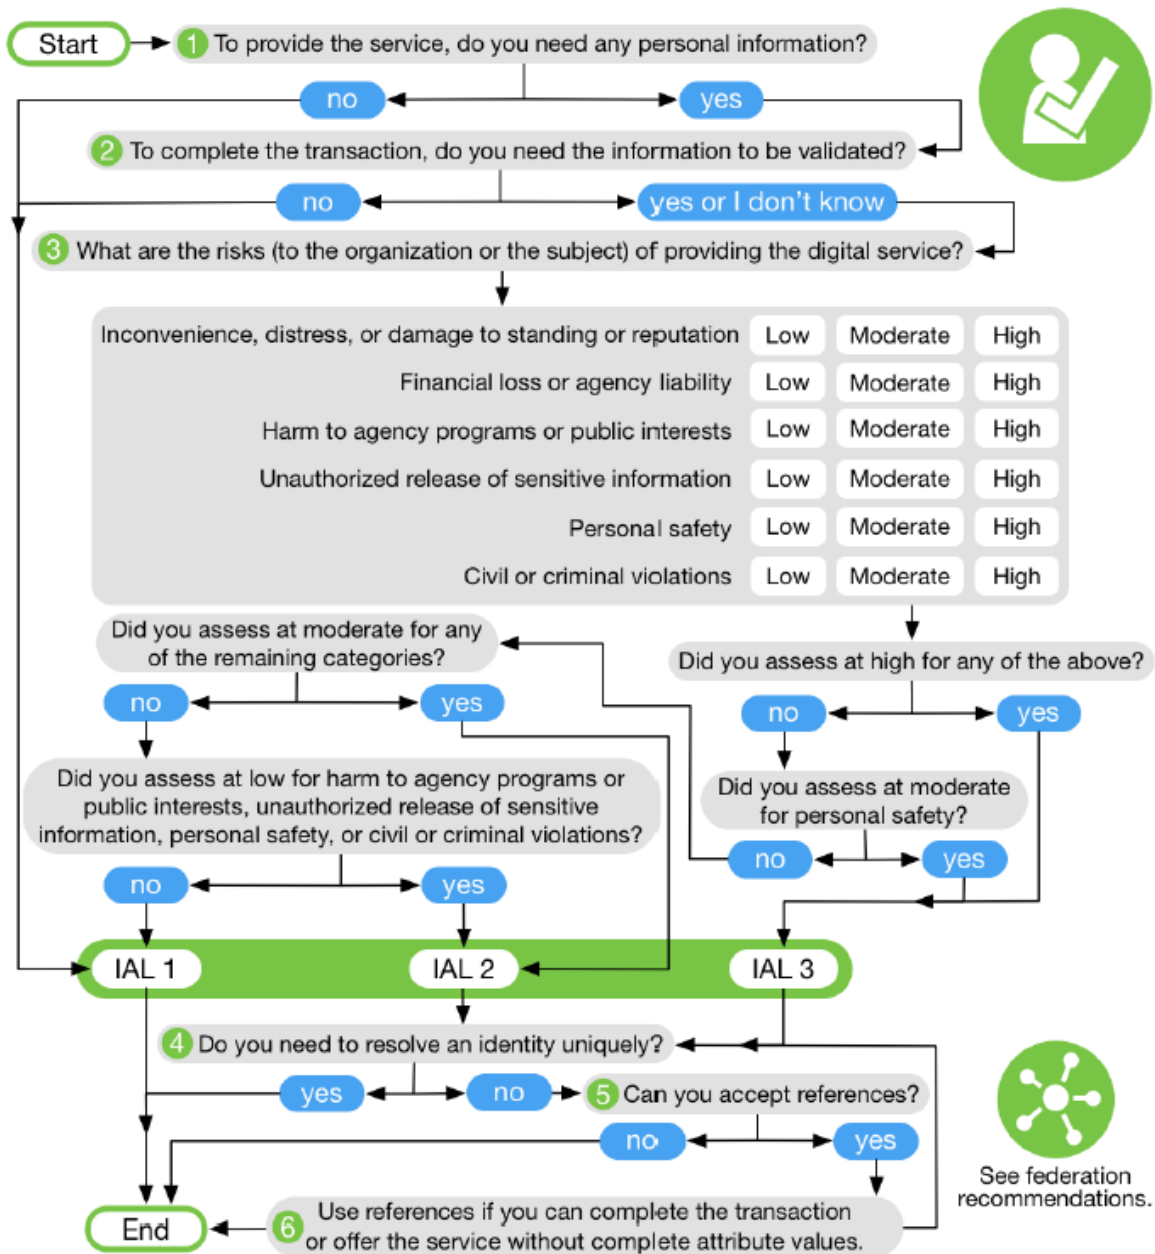 Start
1 To provide the service, do you need any personal information?
no
yes
2 To complete the transaction, do you need the information to be validated?
no
yes or I don't know
3 What are the risks (to the organization or the subject) of providing the digital service?
Inconvenience, distress, or damage to standing or reputation Low Moderate High
Financial loss or agency liability Low Moderate High
Harm to agency programs or public interests Low Moderate High
Unauthorized release of sensitive information Low Moderate High
Personal safety Low Moderate High
Civil or criminal violations Low Moderate High
Did you assess at high for any of the above?
no
yes
Did you assess at moderate
for personal safety?
no
yes
Did you assess at moderate for any
of the remaining categories?
no
yes
Did you assess at low for harm to agency programs or
public interests, unauthorized release of sensitive
information, personal safety, or civil or criminal violations?
no
yes
IAL 1
IAL 2
IAL 3
4 Do you need to resolve an identity uniquely?
yes
no
5 Can you accept references?
no
yes
6 Use references if you can complete the transaction
or offer the service without complete attribute values.
End
See federation
recommendations.